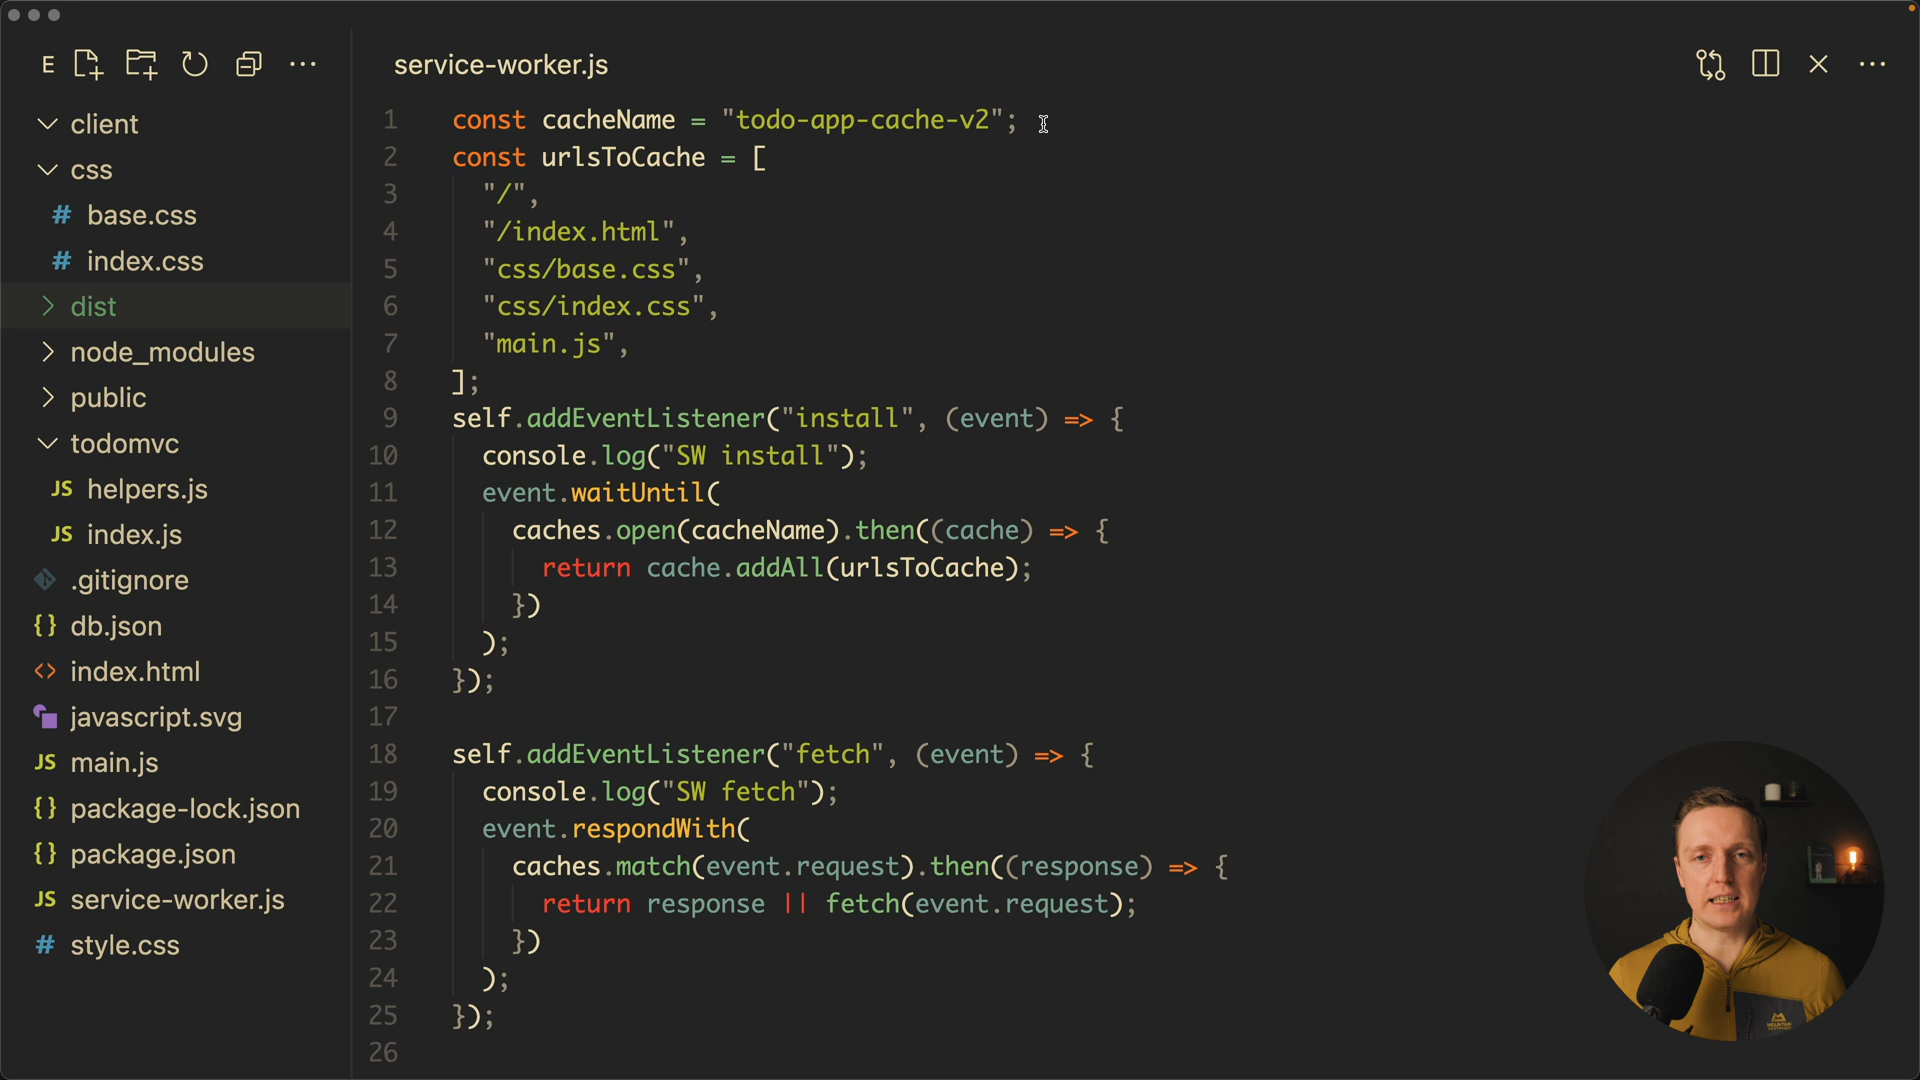 E
service-worker.js
client
css
# base.css
# index.css
dist
node_modules
public
todomvc
JS helpers.js
JS index.js
.gitignore
{} db.json
<> index.html
javascript.svg
JS main.js
{} package-lock.json
{} package.json
JS service-worker.js
# style.css
1 const cacheName = "todo-app-cache-v2";
2 const urlsToCache = [
3 "/",
4 "/index.html",
5 "css/base.css",
6 "css/index.css",
7 "main.js",
8 ];
9 self.addEventListener("install", (event) => {
10 console.log("SW install");
11 event.waitUntil(
12 caches.open(cacheName).then((cache) => {
13 return cache.addAll(urlsToCache);
14 })
15 );
16 });
17
18 self.addEventListener("fetch", (event) => {
19 console.log("SW fetch");
20 event.respondWith(
21 caches.match(event.request).then((response) => {
22 return response || fetch(event.request);
23 })
24 );
25 });
26